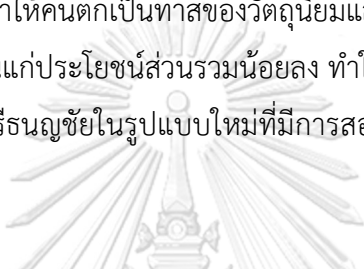 าให้คนตกเป็นทาสของวัตถุนิยมแ
แก่ประโยชน์ส่วนรวมน้อยลง ทำใ
รีธนญชัยในรูปแบบใหม่ที่มีการส